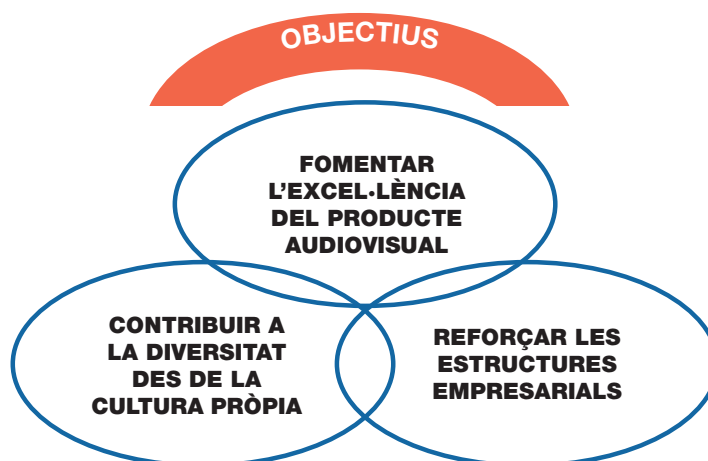 OBJECTIUS
FOMENTAR
L’EXCEL·LÈNCIA
DEL PRODUCTE
AUDIOVISUAL
CONTRIBUIR A
LA DIVERSITAT
DES DE LA
CULTURA PRÒPIA
REFORÇAR LES
ESTRUCTURES
EMPRESARIALS